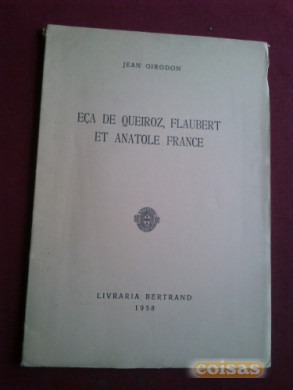 JEAN GIRODON
EÇA DE QUEIROZ, FLAUBERT
ET ANATOLE FRANCE
LIVRARIA BERTRAND
1958
coisas